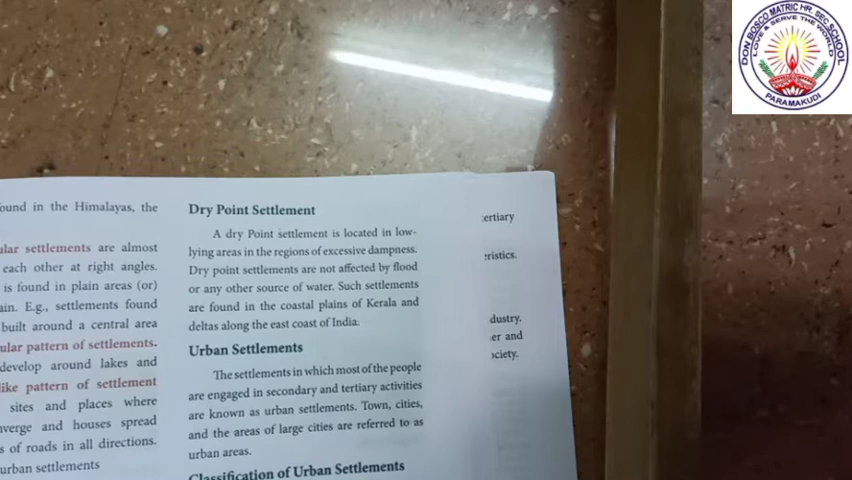 ound in the Himalayas, the
ular settlements are almost
each other at right angles.
is found in plain areas (or)
ain. E.g., settlements found
built around a central area
ular pattern of settlements.
develop around lakes and
like pattern of settlement
sites and places where
nverge and houses spread
s of roads in all directions.
urban settlements
Dry Point Settlement
A dry Point settlement is located in low-
lying areas in the regions of excessive dampness.
Dry point settlements are not affected by flood
or any other source of water. Such settlements
are found in the coastal plains of Kerala and
deltas along the east coast of India.
Urban Settlements
The settlements in which most of the people
are engaged in secondary and tertiary activities
are known as urban settlements. Town, cities,
and the areas of large cities are referred to as
urban areas.
Classification of Urban Settlements
tertiary
ristics.
dustry.
er and
ociety.
DON BOSCO MATRIC HR. SEC. SCHOOL
LOVE & SERVE THE WORLD
PARAMAKUDI